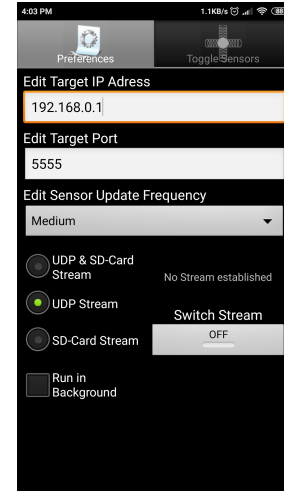 4:03 PM 1.1KB/s 88
Preferences Toggle Sensors
Edit Target IP Adress
192.168.0.1
Edit Target Port
5555
Edit Sensor Update Frequency
Medium
UDP & SD-Card
Stream
No Stream established
UDP Stream
Switch Stream
OFF
SD-Card Stream
Run in
Background